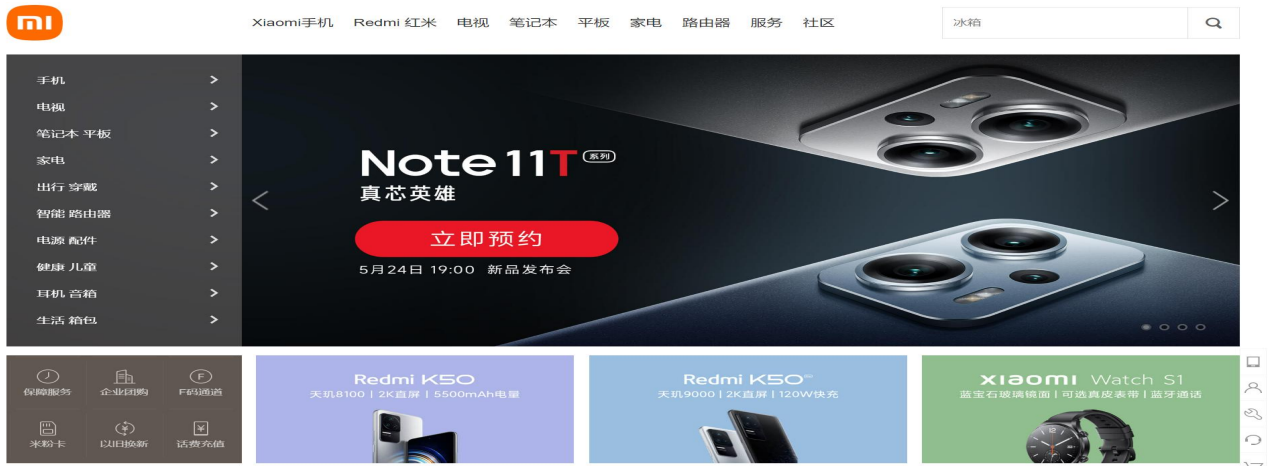 Xiaomi手机 Redmi 红米 电视 笔记本 平板 家电 路由器 服务 社区
冰箱
手机
电视
笔记本 平板
家电
出行 穿戴
智能 路由器
电源 配件
健康 儿童
耳机 音箱
生活 箱包
Note 11T 系列
真芯英雄
立即预约
5月24日 19:00 新品发布会
保障服务 企业团购 F码通道
米粉卡 以旧换新 话费充值
Redmi K50
天玑8100 | 2K直屏 | 5500mAh电量
Redmi K50
天玑9000 | 2K直屏 | 120W快充
xiaomi Watch S1
蓝宝石玻璃镜面 | 可选真皮表带 | 蓝牙通话